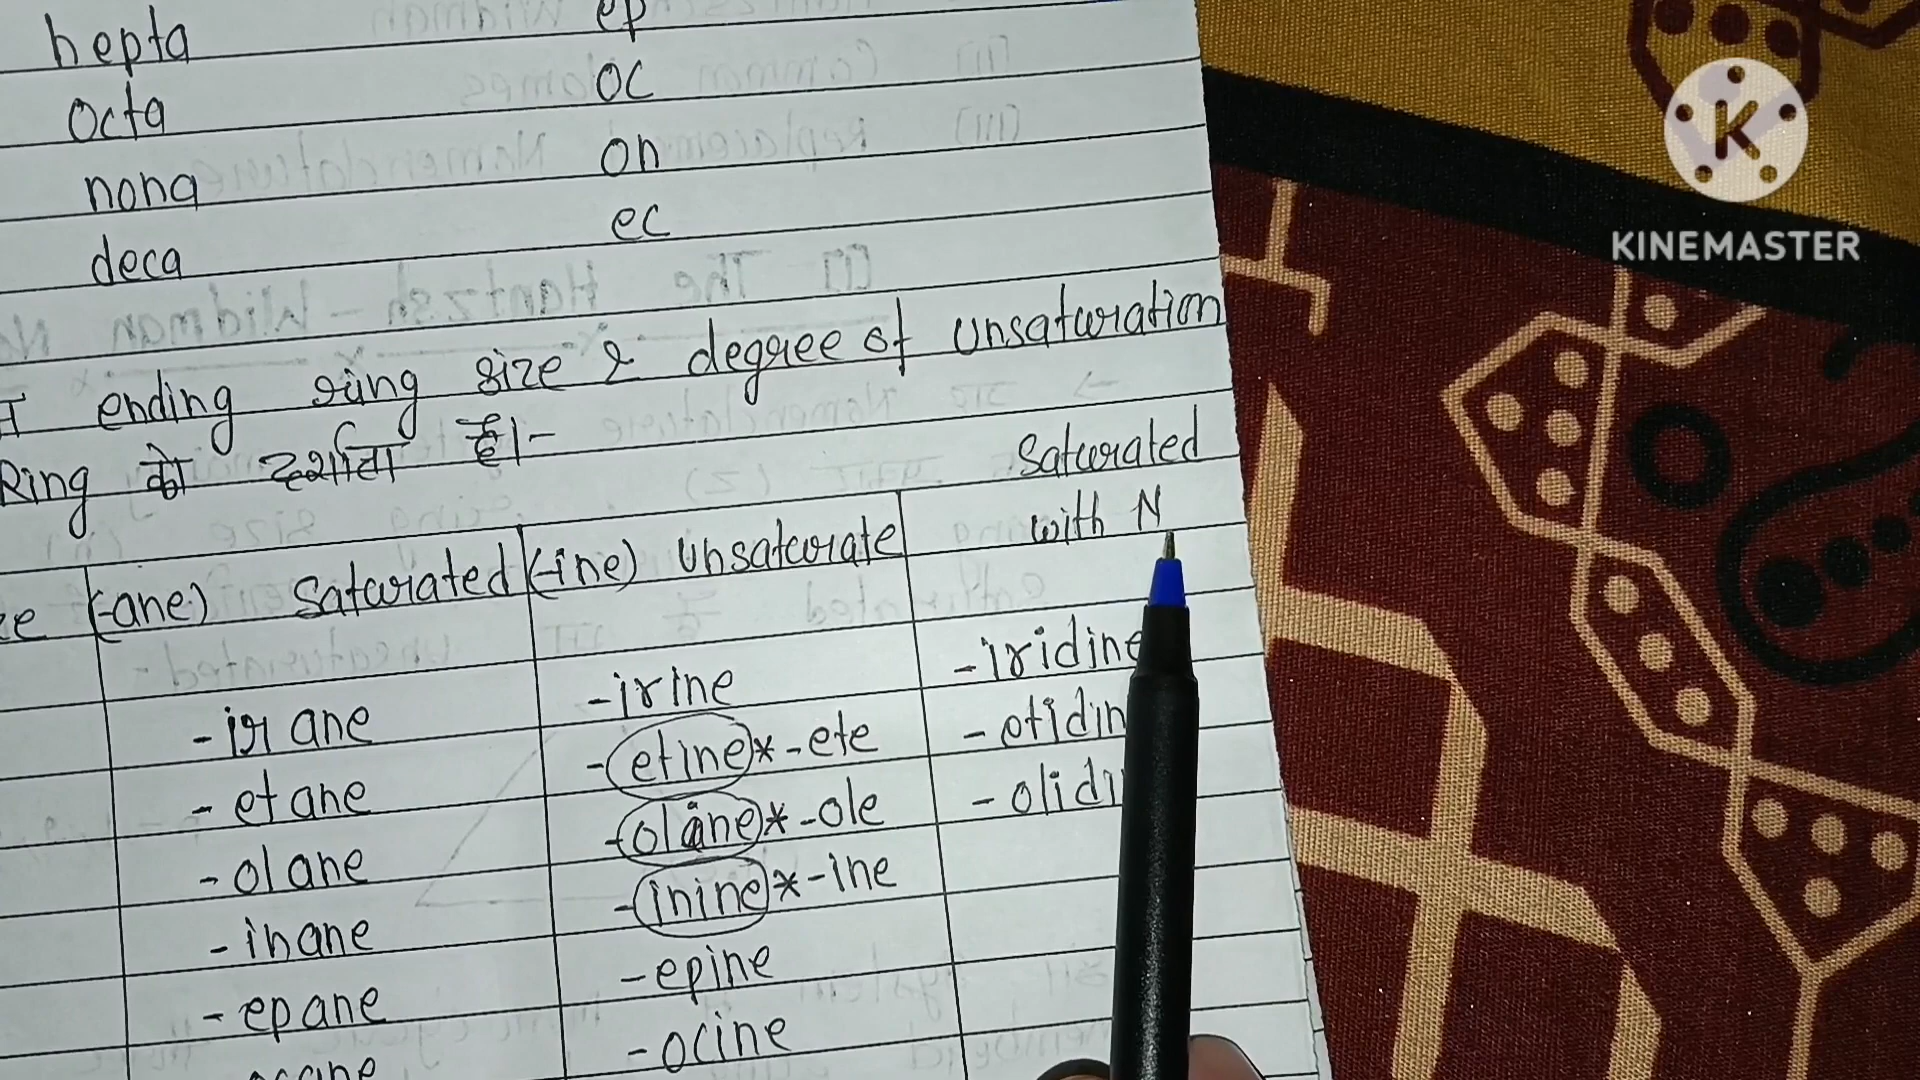 hepta ep
octa oc
nona on
deca ec
ending ring size & degree of unsaturation
Ring को दर्शाता है।-
(-ane) Saturated (-ine) Unsaturate Saturated with N
-irane -irine -iridine
-etane -(etine)* -ete -etidin
-olane -(olane)* -ole -olidi
-inane -(inine)* -ine
-epane -epine
ocane -ocine
KINEMASTER